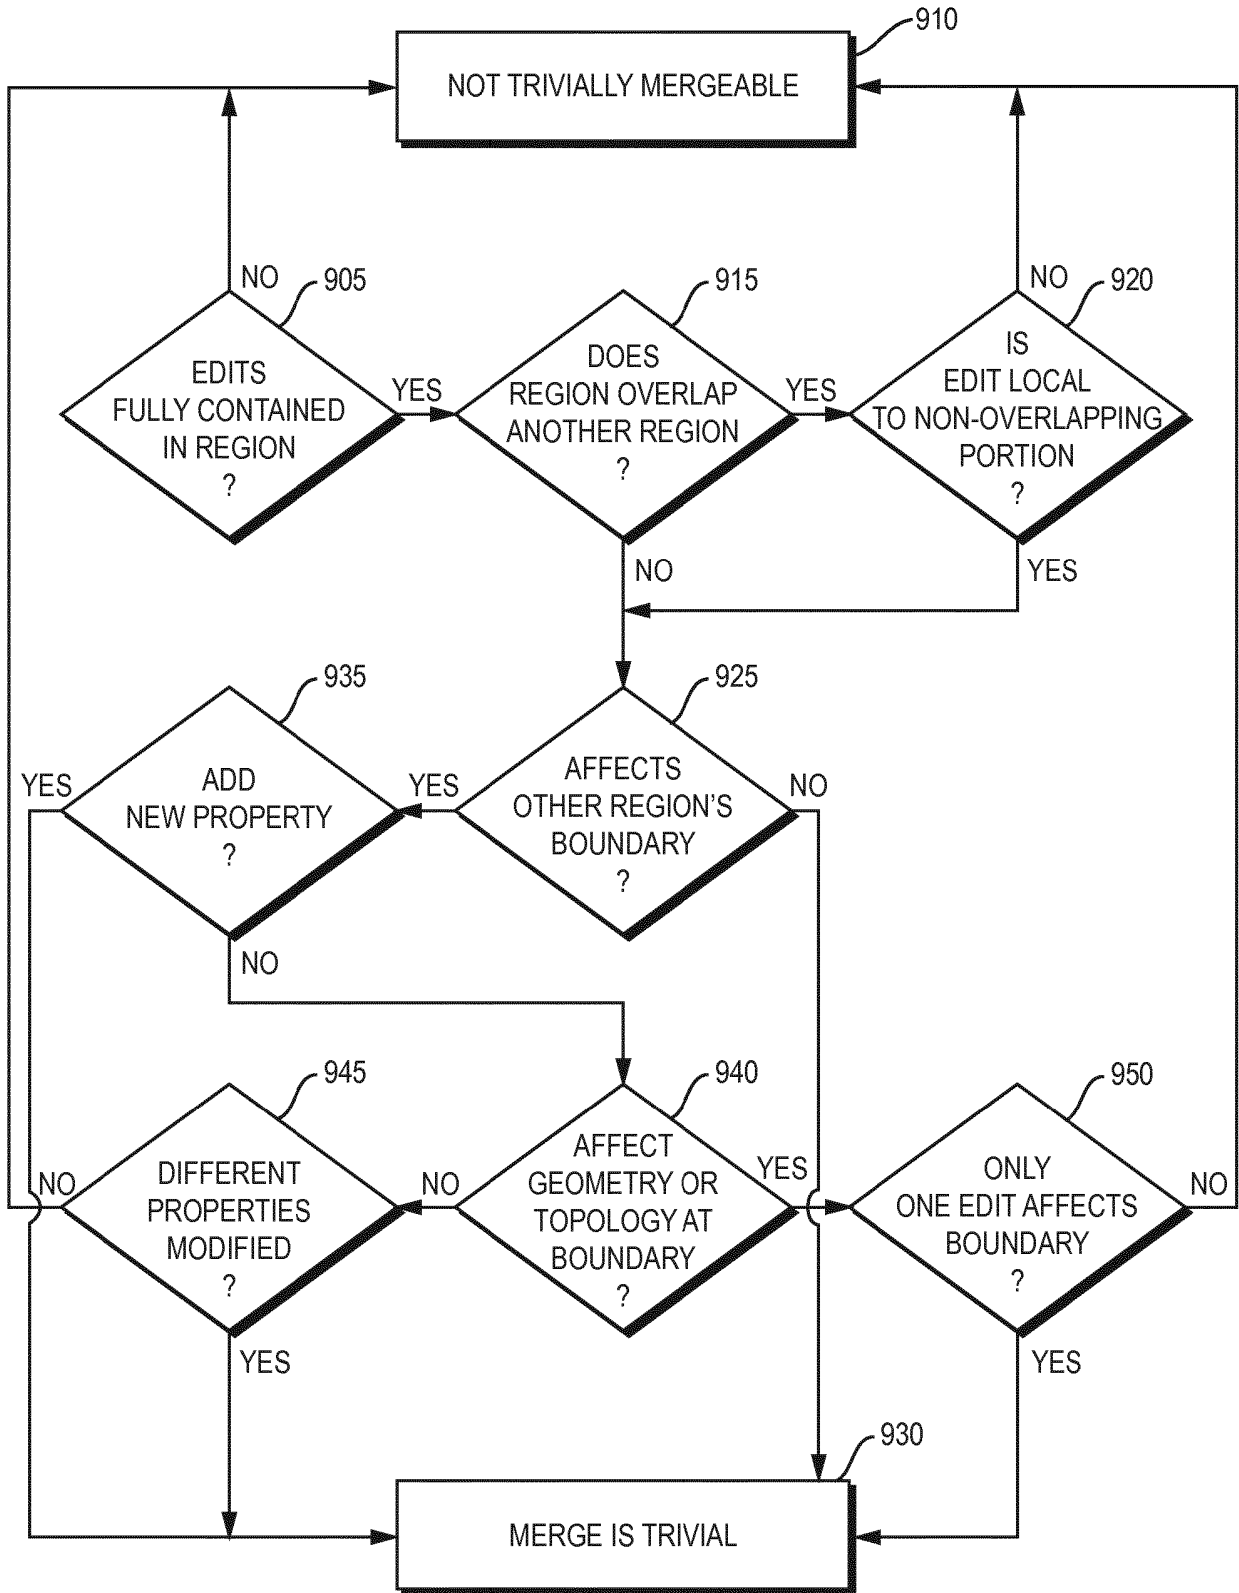 910
NOT TRIVIALLY MERGEABLE
NO
905
EDITS
FULLY CONTAINED
IN REGION
?
YES
915
DOES
REGION OVERLAP
ANOTHER REGION
?
YES
NO
NO
920
IS
EDIT LOCAL
TO NON-OVERLAPPING
PORTION
?
YES
935
YES
ADD
NEW PROPERTY
?
NO
925
YES
AFFECTS
OTHER REGION'S
BOUNDARY
?
NO
945
NO
DIFFERENT
PROPERTIES
MODIFIED
?
YES
940
NO
AFFECT
GEOMETRY OR
TOPOLOGY AT
BOUNDARY
?
YES
950
ONLY
ONE EDIT AFFECTS
BOUNDARY
?
NO
YES
930
MERGE IS TRIVIAL